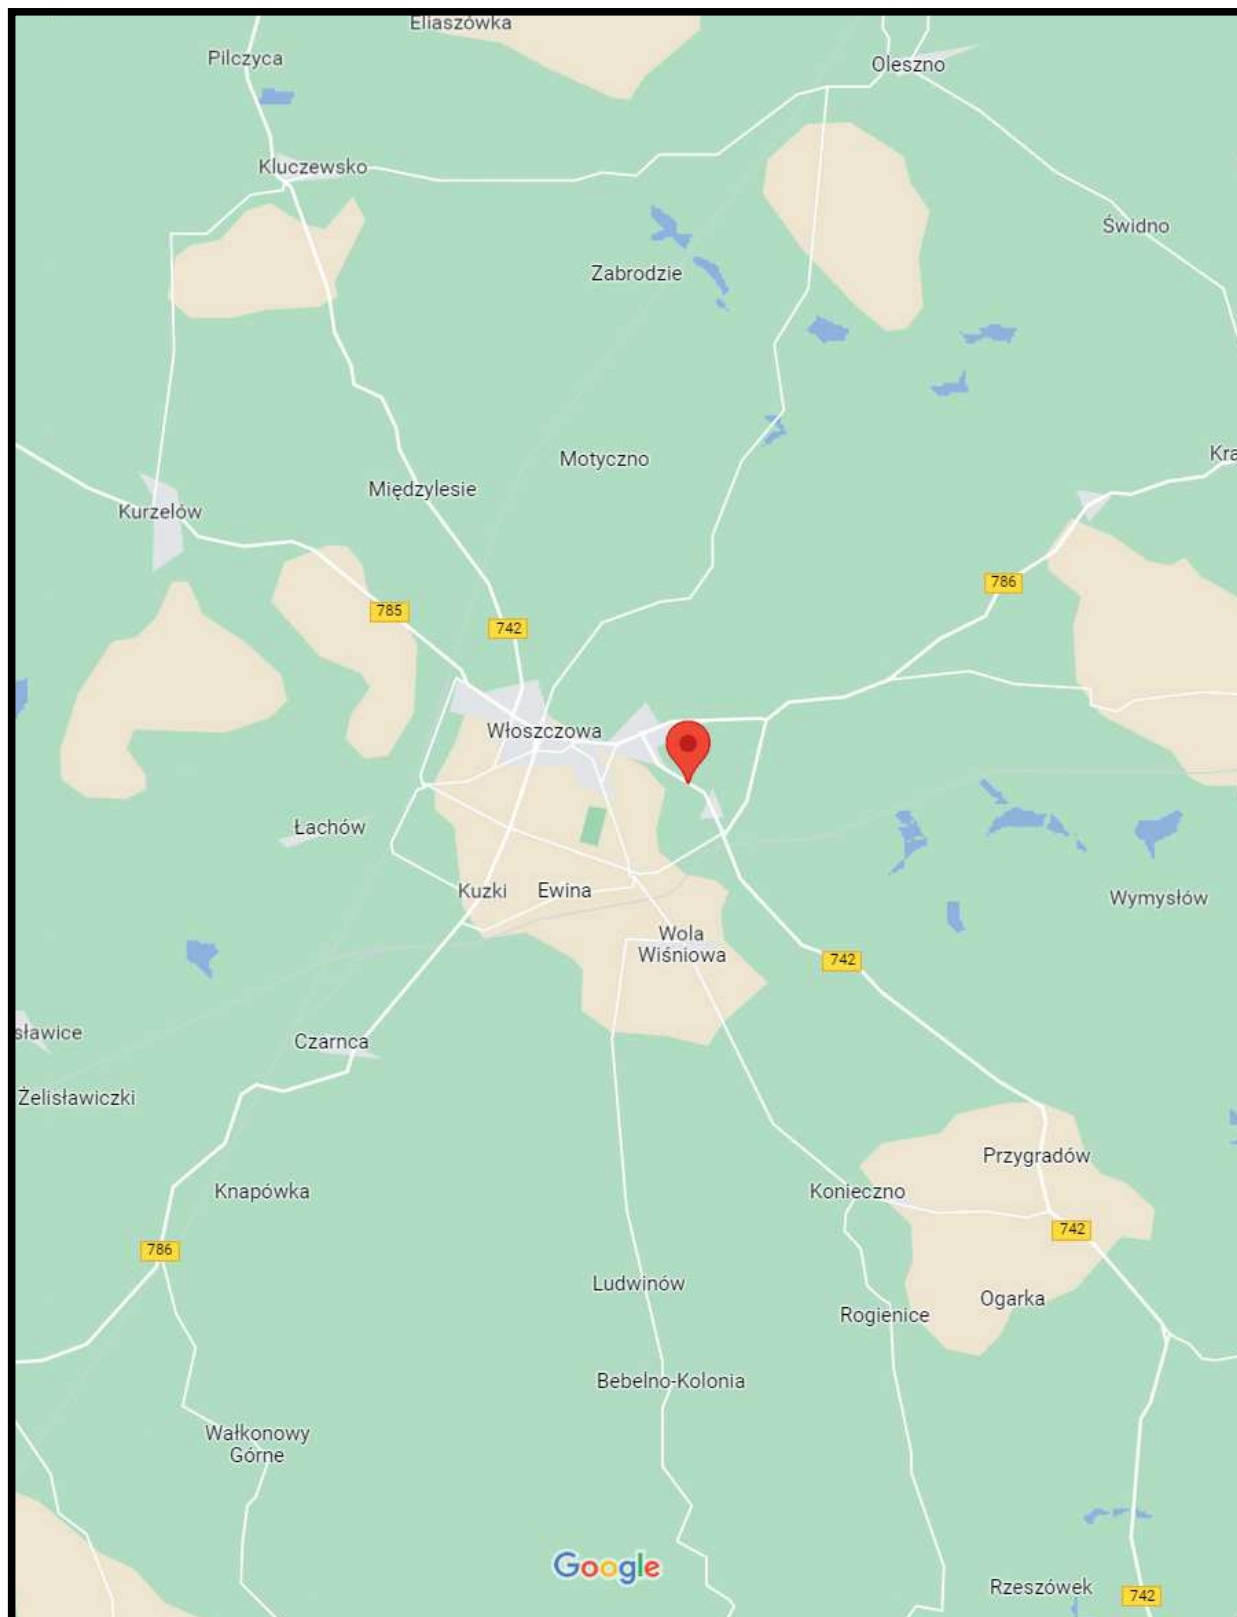 Eliaszówka
Pilczyca
Oleszno
Kluczewsko
Świdno
Zabrodzie
Kra
Motyczno
Międzylesie
Kurzelów
786
785
742
Włoszczowa
Łachów
Kuzki
Ewina
Wymysłów
Wola
Wiśniowa
742
sławice
Czarnca
Żelisławiczki
Przygradów
Knapówka
Konieczno
742
786
Ludwinów
Ogarka
Rogienice
Bebelno-Kolonia
Wałkonowy
Górne
Google
Rzeszówek
742